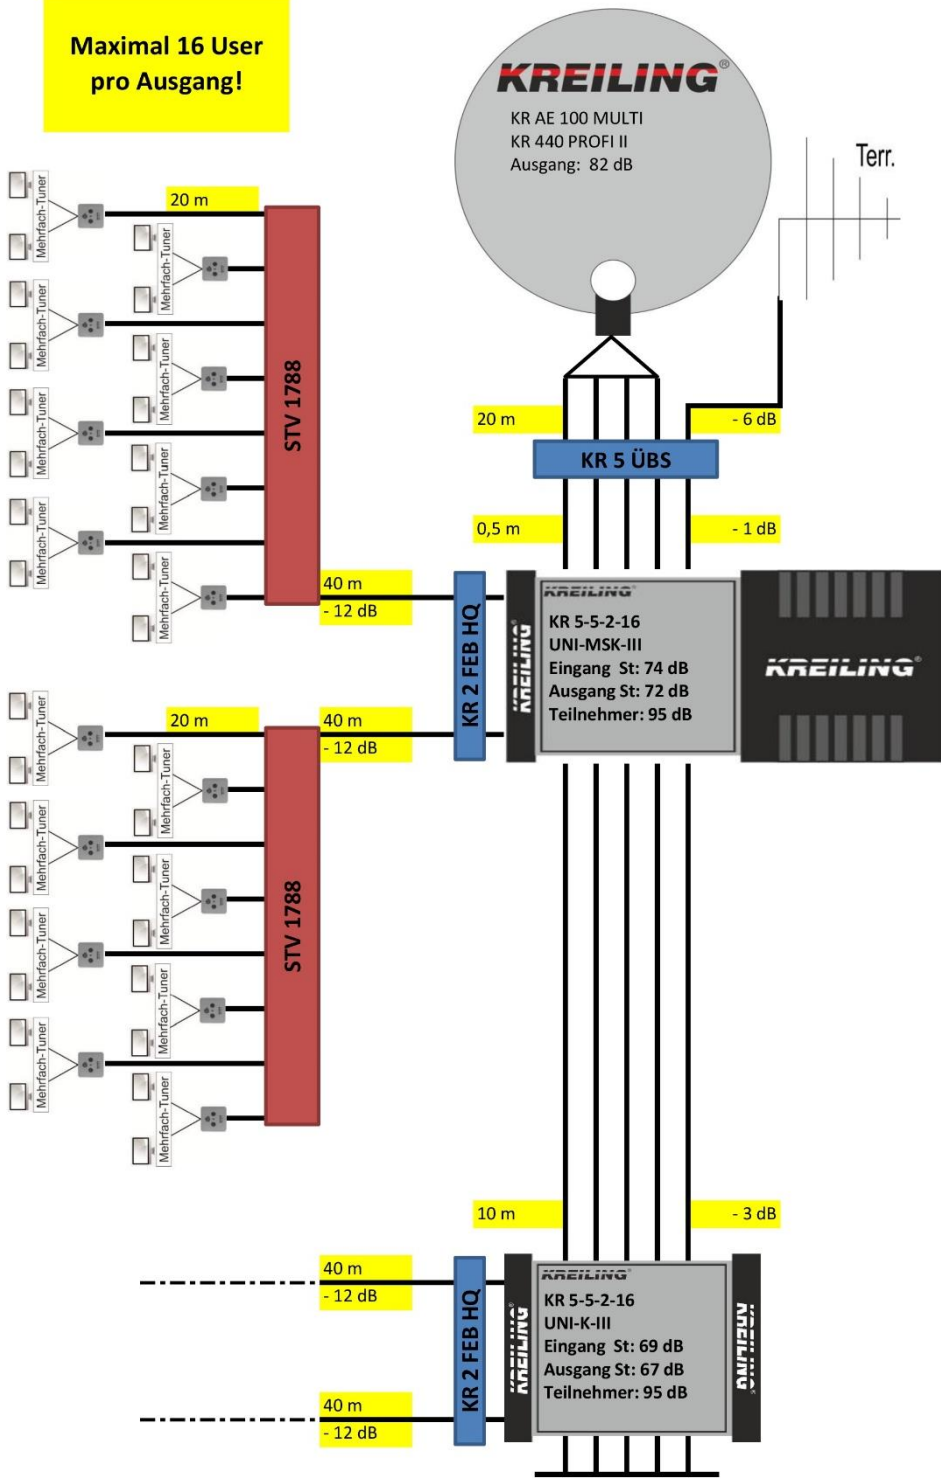 Maximal 16 User
pro Ausgang!
KREILING®
KR AE 100 MULTI
KR 440 PROFI II
Ausgang: 82 dB
Terr.
20 m
Mehrfach-Tuner
Mehrfach-Tuner
Mehrfach-Tuner
Mehrfach-Tuner
Mehrfach-Tuner
Mehrfach-Tuner
Mehrfach-Tuner
Mehrfach-Tuner
STV 1788
20 m
- 6 dB
KR 5 ÜBS
0,5 m
- 1 dB
40 m
- 12 dB
KR 2 FEB HQ
KREILING®
KREILING®
KR 5-5-2-16
UNI-MSK-III
Eingang St: 74 dB
Ausgang St: 72 dB
Teilnehmer: 95 dB
KREILING®
20 m
40 m
- 12 dB
Mehrfach-Tuner
Mehrfach-Tuner
Mehrfach-Tuner
Mehrfach-Tuner
Mehrfach-Tuner
Mehrfach-Tuner
Mehrfach-Tuner
Mehrfach-Tuner
STV 1788
10 m
- 3 dB
40 m
- 12 dB
KR 2 FEB HQ
KREILING®
KREILING®
KR 5-5-2-16
UNI-K-III
Eingang St: 69 dB
Ausgang St: 67 dB
Teilnehmer: 95 dB
KREILING®
40 m
- 12 dB